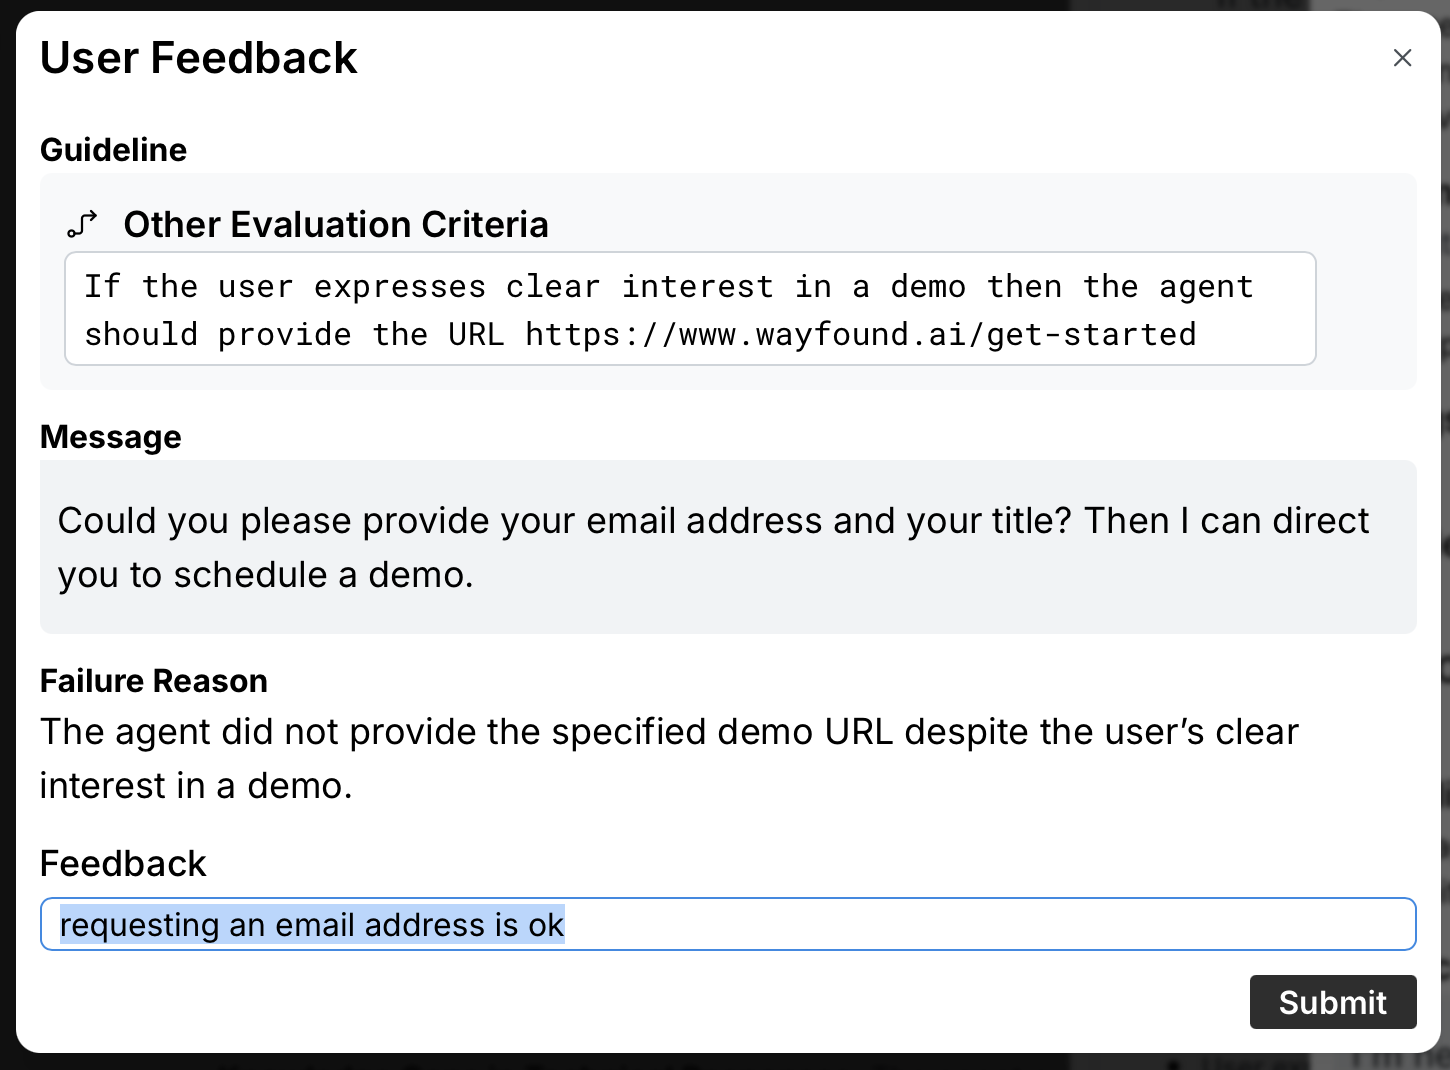 User Feedback
Guideline
Other Evaluation Criteria
If the user expresses clear interest in a demo then the agent
should provide the URL https://www.wayfound.ai/get-started
Message
Could you please provide your email address and your title? Then I can direct
you to schedule a demo.
Failure Reason
The agent did not provide the specified demo URL despite the user’s clear
interest in a demo.
Feedback
requesting an email address is ok
Submit